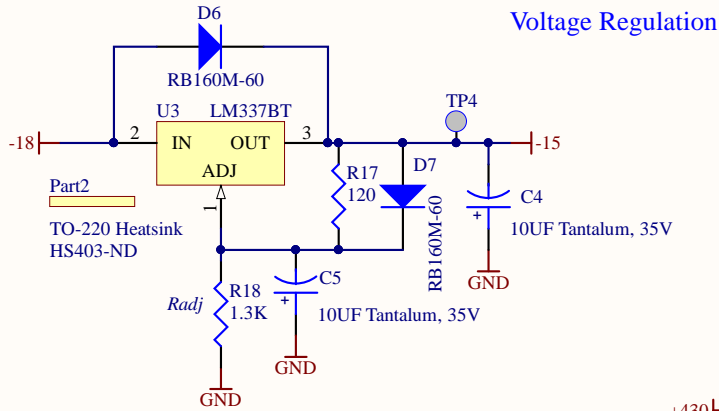 Voltage Regulation
D6
RB160M-60
U3 LM337BT
TP4
-18
2
IN OUT
3
-15
ADJ
1
R17
120
D7
RB160M-60
C4
+
10UF Tantalum, 35V
GND
Part2
TO-220 Heatsink
HS403-ND
Radj
R18
1.3K
C5
+
10UF Tantalum, 35V
GND
GND
+430